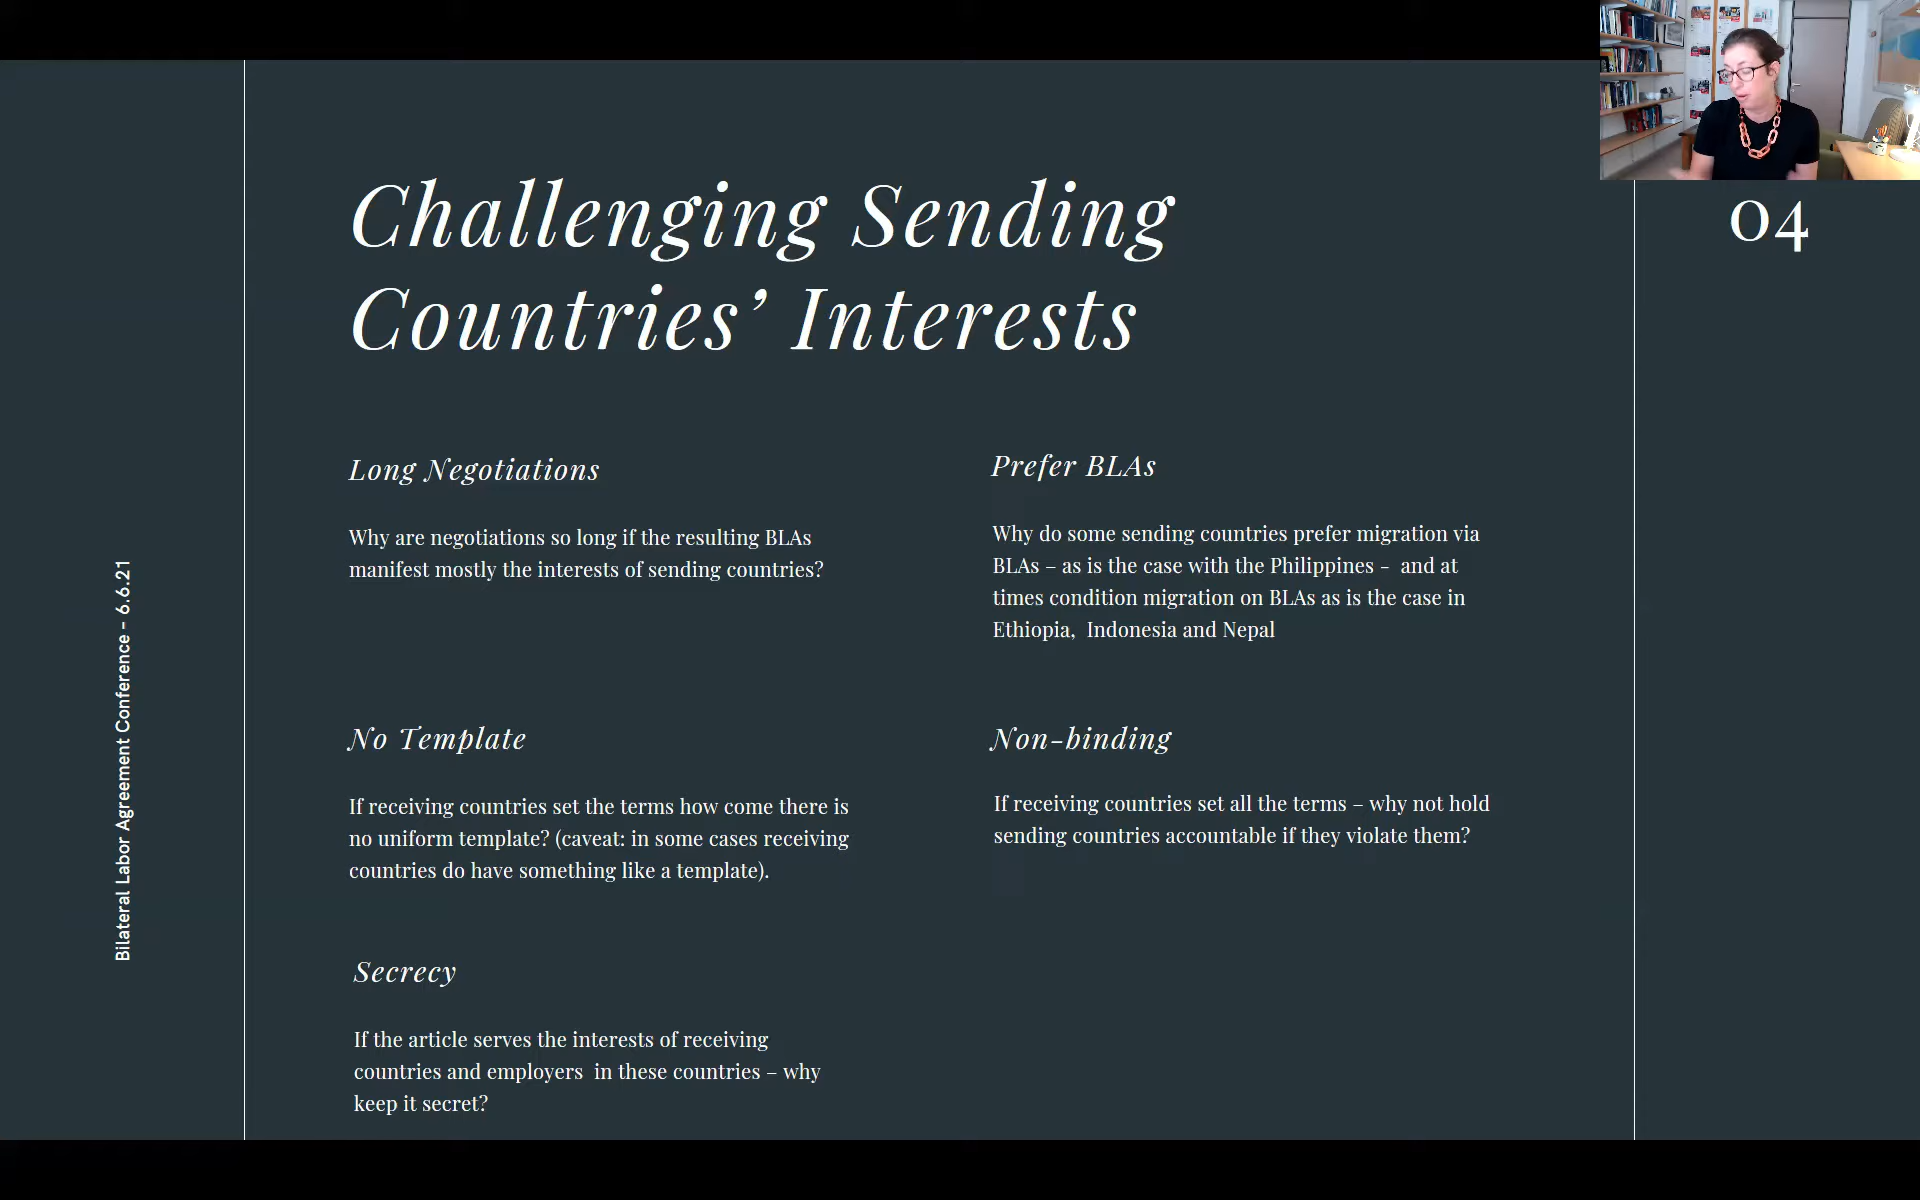 Challenging Sending
Countries’ Interests
04
Long Negotiations
Why are negotiations so long if the resulting BLAs
manifest mostly the interests of sending countries?
Prefer BLAs
Why do some sending countries prefer migration via
BLAs – as is the case with the Philippines -  and at
times condition migration on BLAs as is the case in
Ethiopia,  Indonesia and Nepal
No Template
If receiving countries set the terms how come there is
no uniform template? (caveat: in some cases receiving
countries do have something like a template).
Non-binding
If receiving countries set all the terms – why not hold
sending countries accountable if they violate them?
Secrecy
If the article serves the interests of receiving
countries and employers  in these countries – why
keep it secret?
Bilateral Labor Agreement Conference - 6.6.21